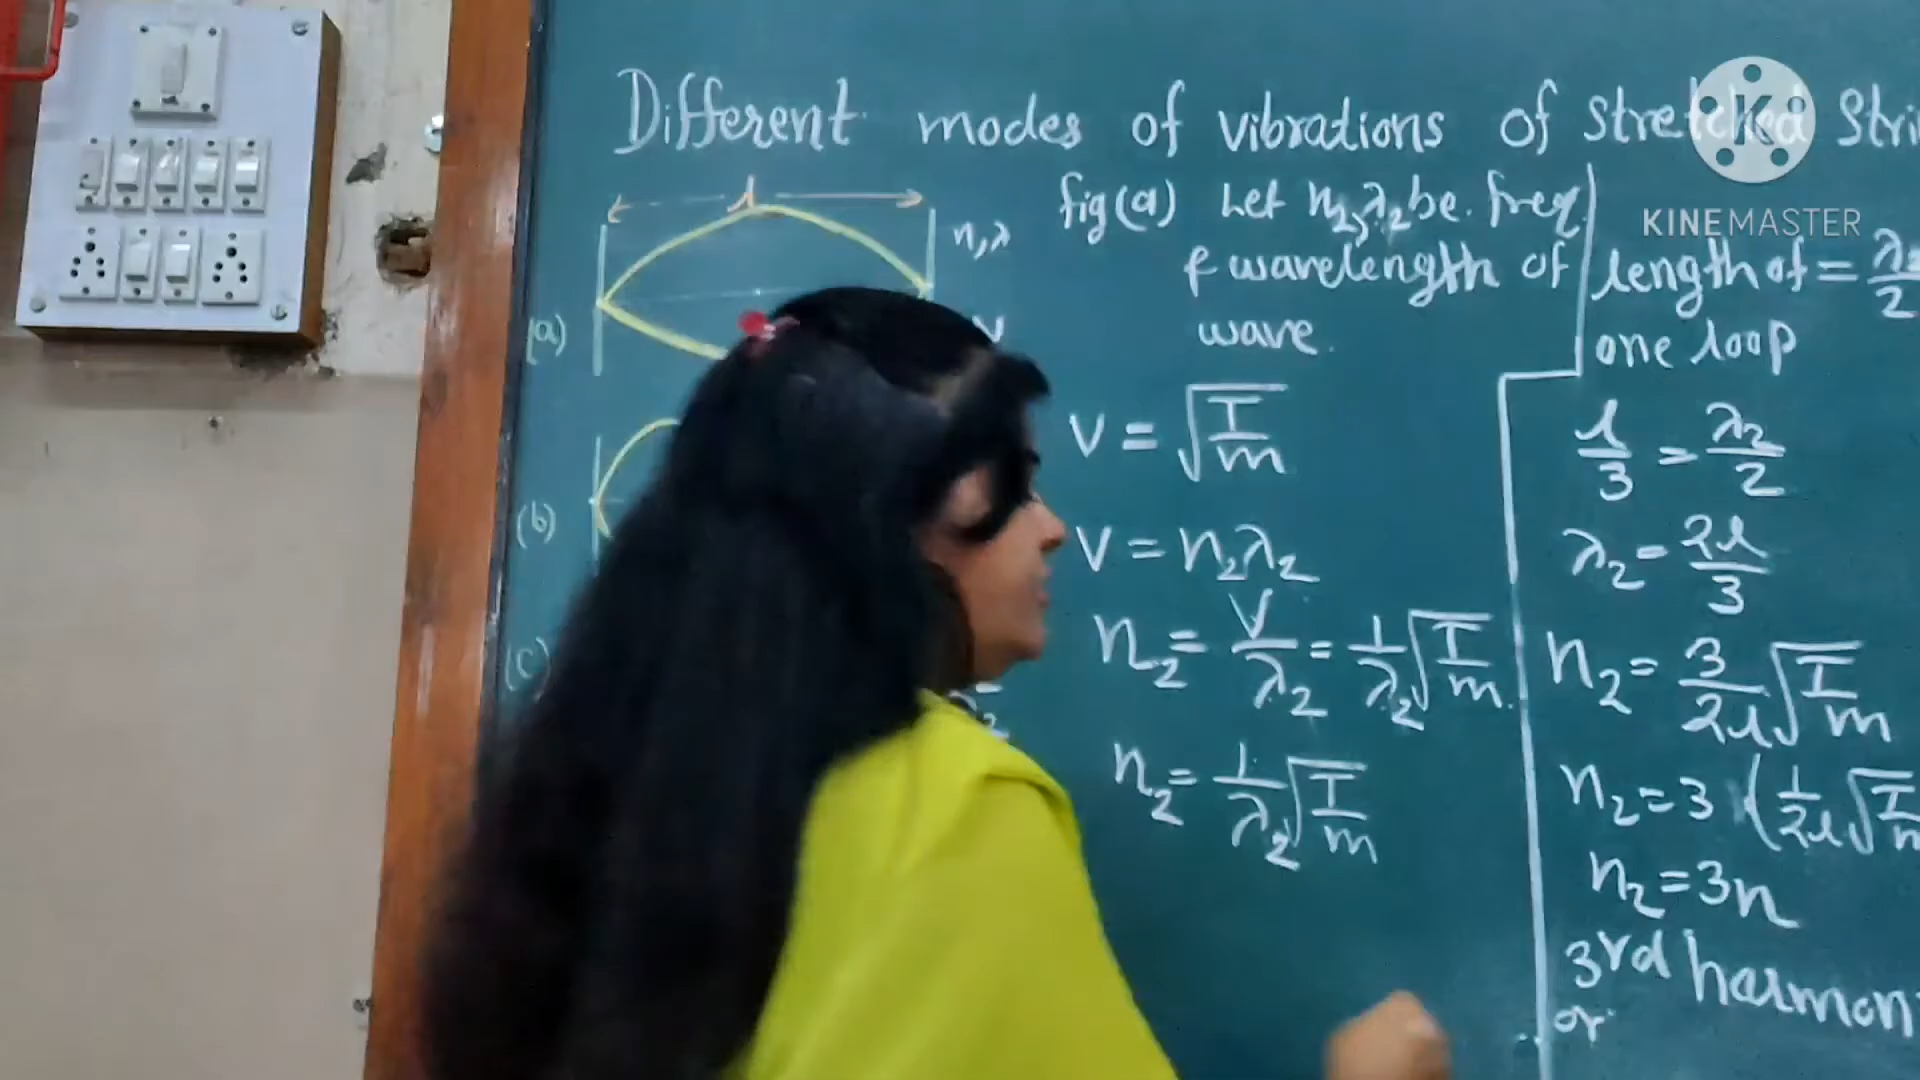 Different modes of vibrations of stretched Stri
l
n, λ
(a)
(b)
(c)
fig(a) Let n₂, λ₂ be freq.
& wavelength of
wave.
v = √(T/m)
v = n₂λ₂
n₂ = v/λ₂ = 1/λ₂ √(T/m)
n₂ = 1/λ₂ √(T/m)
length of = λ₂/2
one loop
l/3 = λ₂/2
λ₂ = 2l/3
n₂ = 3/2l √(T/m)
n₂ = 3 (1/2l √(T/m
n₂ = 3n
3rd harmon
or
K
KINEMASTER